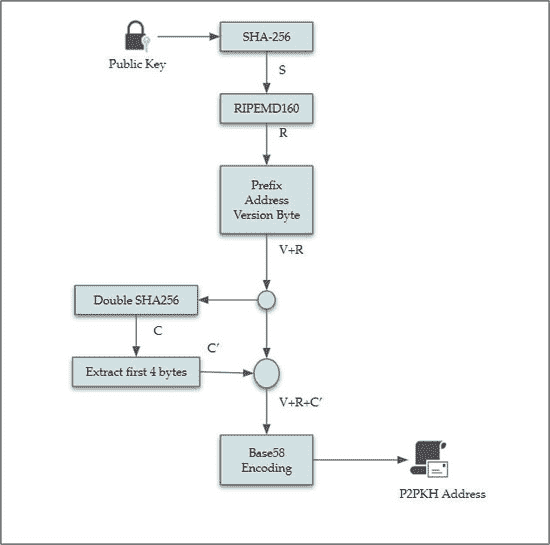 SHA-256
Public Key
S
RIPEMD160
R
Prefix
Address
Version Byte
V+R
Double SHA256
C
C′
Extract first 4 bytes
V+R+C′
Base58
Encoding
P2PKH Address